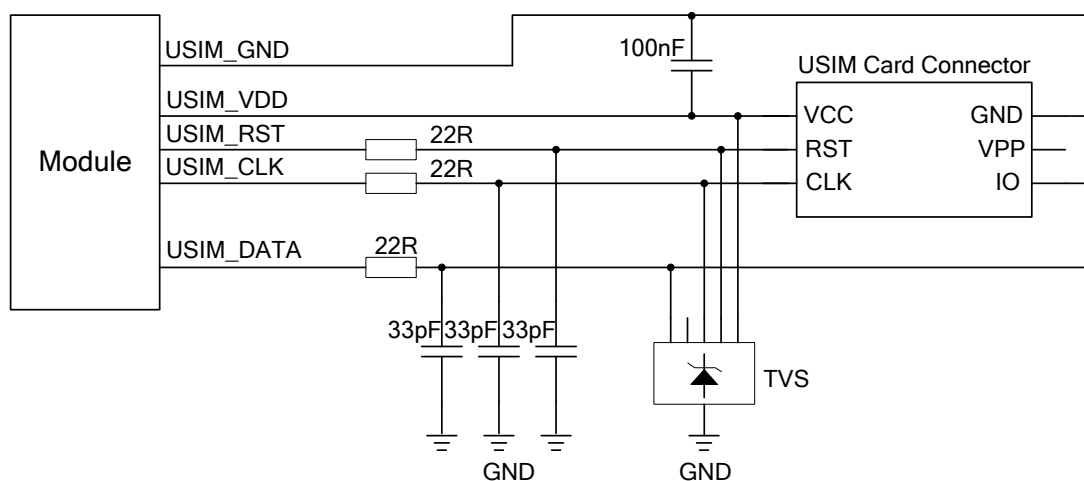 USIM_GND
100nF
USIM Card Connector
USIM_VDD
VCC
GND
USIM_RST
22R
RST
VPP
Module
USIM_CLK
22R
CLK
IO
USIM_DATA
22R
33pF 33pF 33pF
TVS
GND
GND